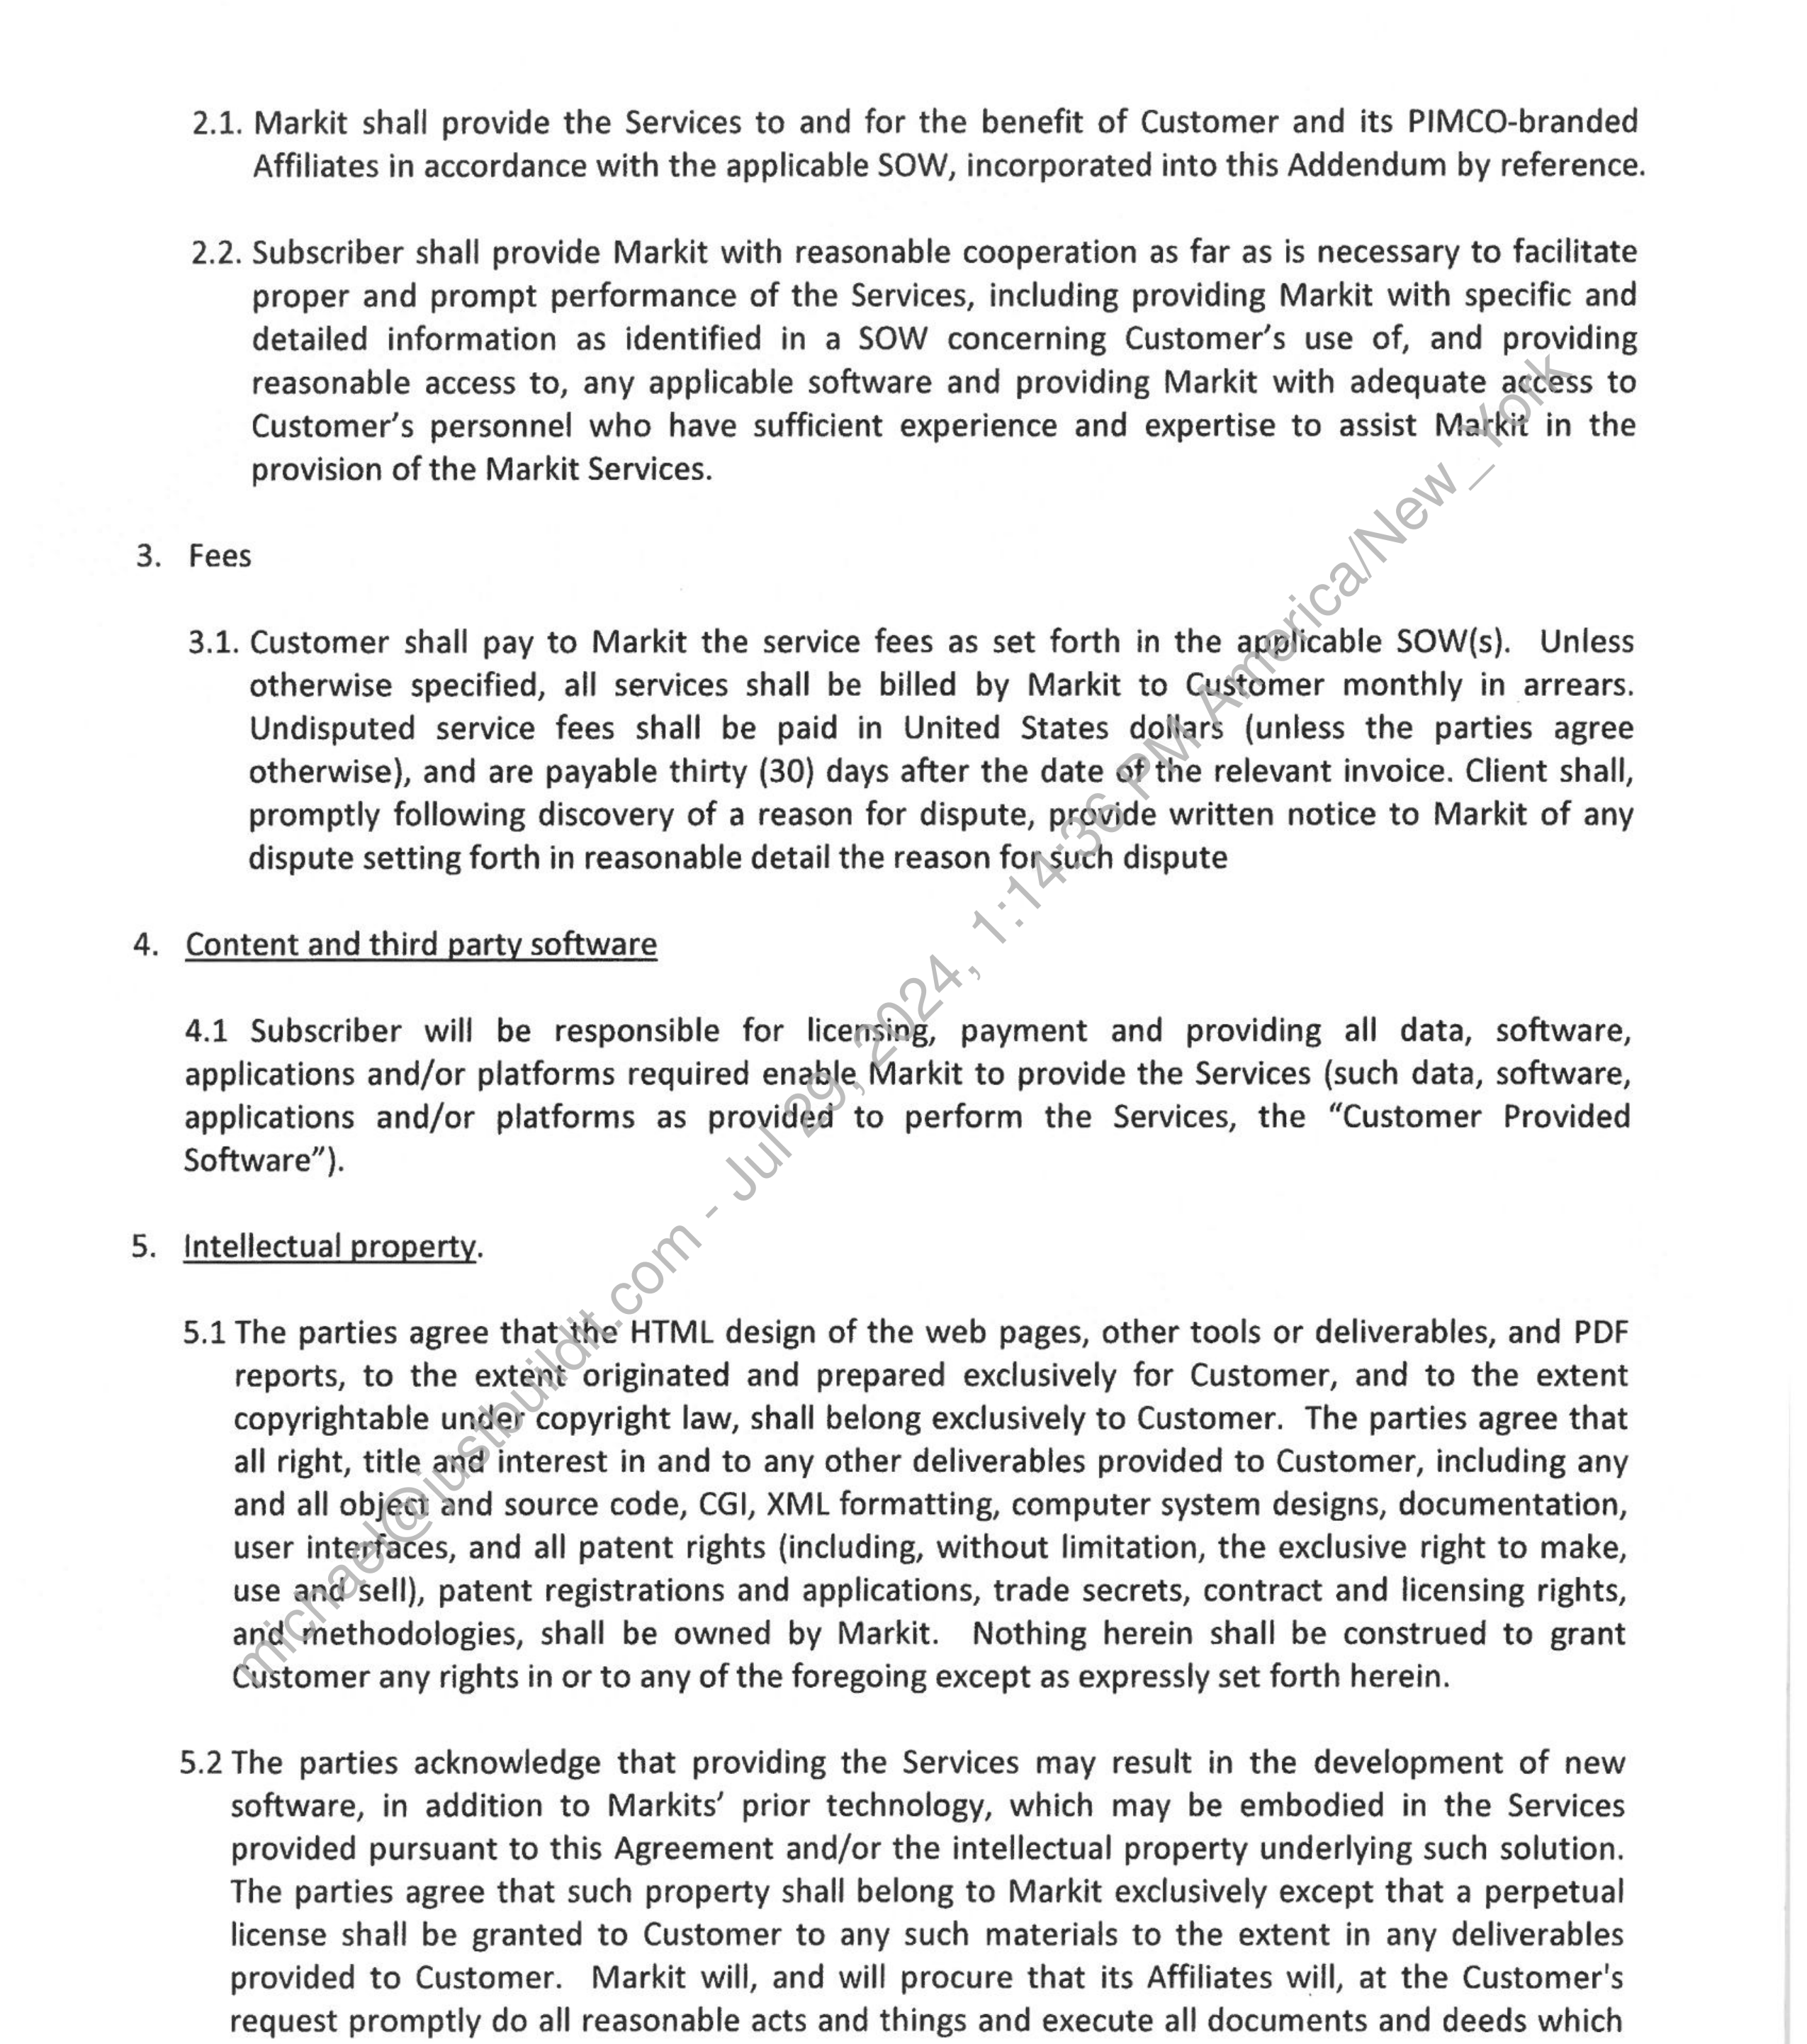 2.1. Markit shall provide the Services to and for the benefit of Customer and its PIMCO-branded
Affiliates in accordance with the applicable SOW, incorporated into this Addendum by reference.
2.2. Subscriber shall provide Markit with reasonable cooperation as far as is necessary to facilitate
proper and prompt performance of the Services, including providing Markit with specific and
detailed information as identified in a SOW concerning Customer's use of, and providing
reasonable access to, any applicable software and providing Markit with adequate access to
Customer's personnel who have sufficient experience and expertise to assist Markit in the
provision of the Markit Services.
3. Fees
3.1. Customer shall pay to Markit the service fees as set forth in the applicable SOW(s). Unless
otherwise specified, all services shall be billed by Markit to Customer monthly in arrears.
Undisputed service fees shall be paid in United States dollars (unless the parties agree
otherwise), and are payable thirty (30) days after the date of the relevant invoice. Client shall,
promptly following discovery of a reason for dispute, provide written notice to Markit of any
dispute setting forth in reasonable detail the reason for such dispute
4. Content and third party software
4.1 Subscriber will be responsible for licensing, payment and providing all data, software,
applications and/or platforms required enable Markit to provide the Services (such data, software,
applications and/or platforms as provided to perform the Services, the “Customer Provided
Software”).
5. Intellectual property.
5.1 The parties agree that the HTML design of the web pages, other tools or deliverables, and PDF
reports, to the extent originated and prepared exclusively for Customer, and to the extent
copyrightable under copyright law, shall belong exclusively to Customer. The parties agree that
all right, title and interest in and to any other deliverables provided to Customer, including any
and all object and source code, CGI, XML formatting, computer system designs, documentation,
user interfaces, and all patent rights (including, without limitation, the exclusive right to make,
use and sell), patent registrations and applications, trade secrets, contract and licensing rights,
and methodologies, shall be owned by Markit. Nothing herein shall be construed to grant
Customer any rights in or to any of the foregoing except as expressly set forth herein.
5.2 The parties acknowledge that providing the Services may result in the development of new
software, in addition to Markits' prior technology, which may be embodied in the Services
provided pursuant to this Agreement and/or the intellectual property underlying such solution.
The parties agree that such property shall belong to Markit exclusively except that a perpetual
license shall be granted to Customer to any such materials to the extent in any deliverables
provided to Customer. Markit will, and will procure that its Affiliates will, at the Customer's
request promptly do all reasonable acts and things and execute all documents and deeds which
michael@justbuildit.com - Jul 29, 2024, 1:14:36 PM America/New_York